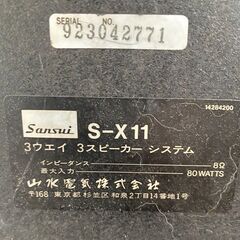 SERIAL NO.
923042771
14284200
Sansui S-X11
3ウエイ 3スピーカー システム
インピーダンス 8Ω
最大入力 80WATTS
山水電気株式会社
〒168 東京都杉並区和泉2丁目14番地1号